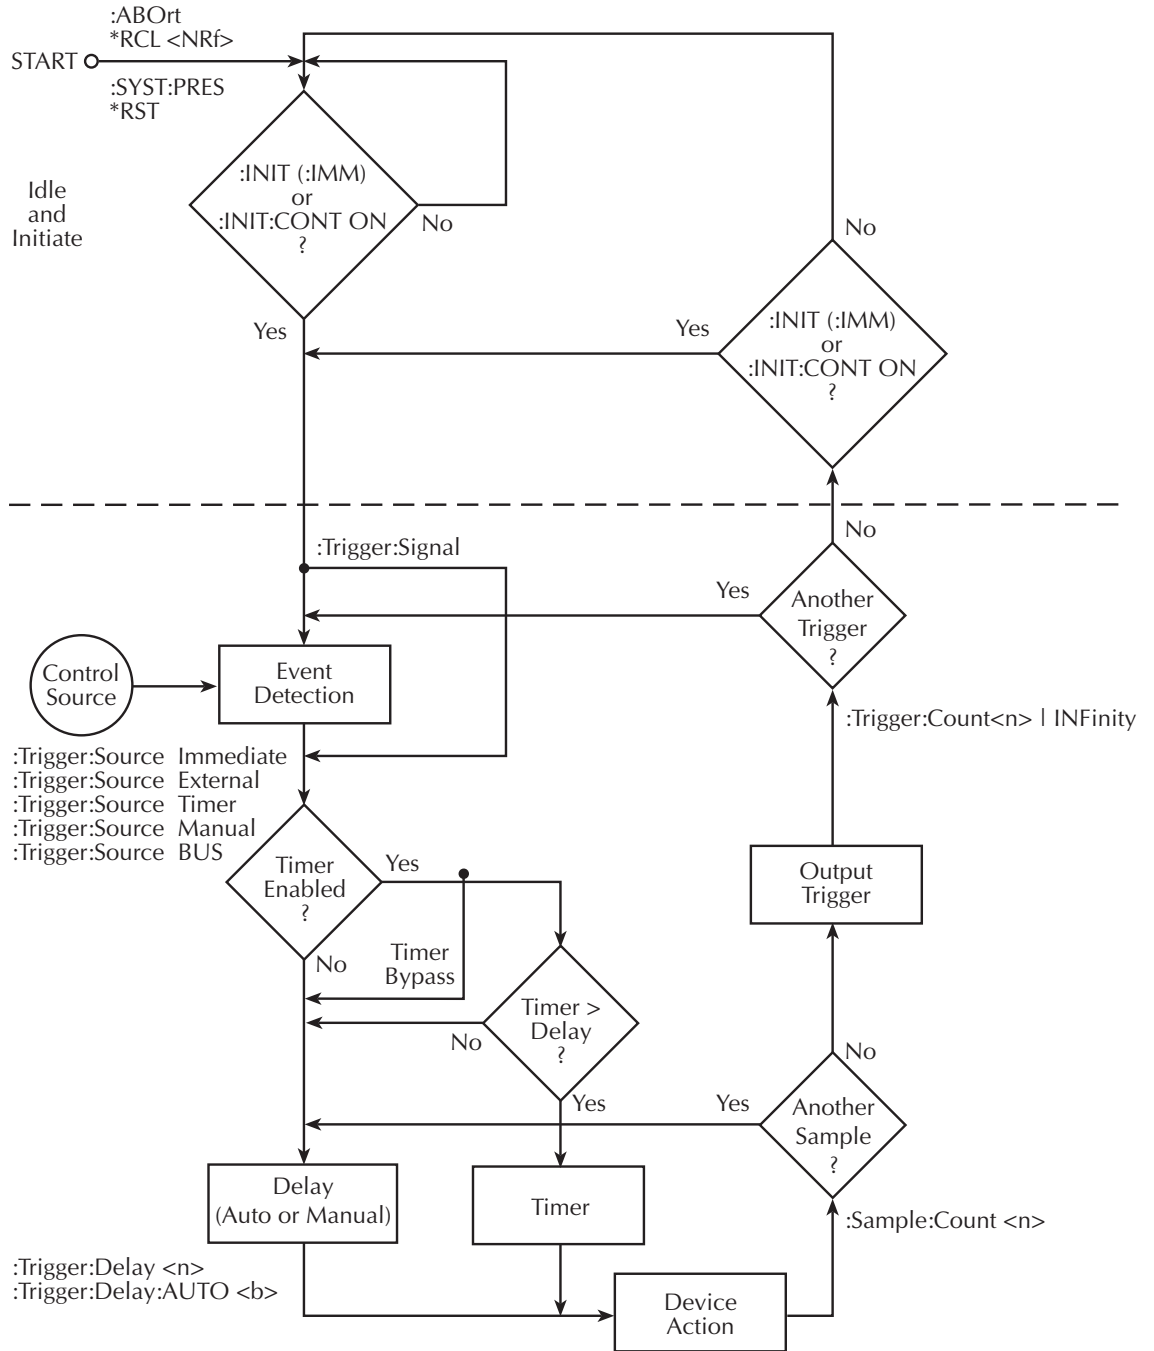 :ABOrt
*RCL <NRf>
START
:SYST:PRES
*RST
Idle
and
Initiate
:INIT (:IMM)
or
:INIT:CONT ON
?
No
Yes
No
:INIT (:IMM)
or
:INIT:CONT ON
?
Yes
No
:Trigger:Signal
Another
Trigger
?
Yes
Control
Source
Event
Detection
:Trigger:Count<n> | INFinity
:Trigger:Source Immediate
:Trigger:Source External
:Trigger:Source Timer
:Trigger:Source Manual
:Trigger:Source BUS
Timer
Enabled
?
Yes
No
Timer
Bypass
Output
Trigger
Timer >
Delay
?
No
Yes
No
Another
Sample
?
Yes
Delay
(Auto or Manual)
Timer
:Sample:Count <n>
:Trigger:Delay <n>
:Trigger:Delay:AUTO <b>
Device
Action